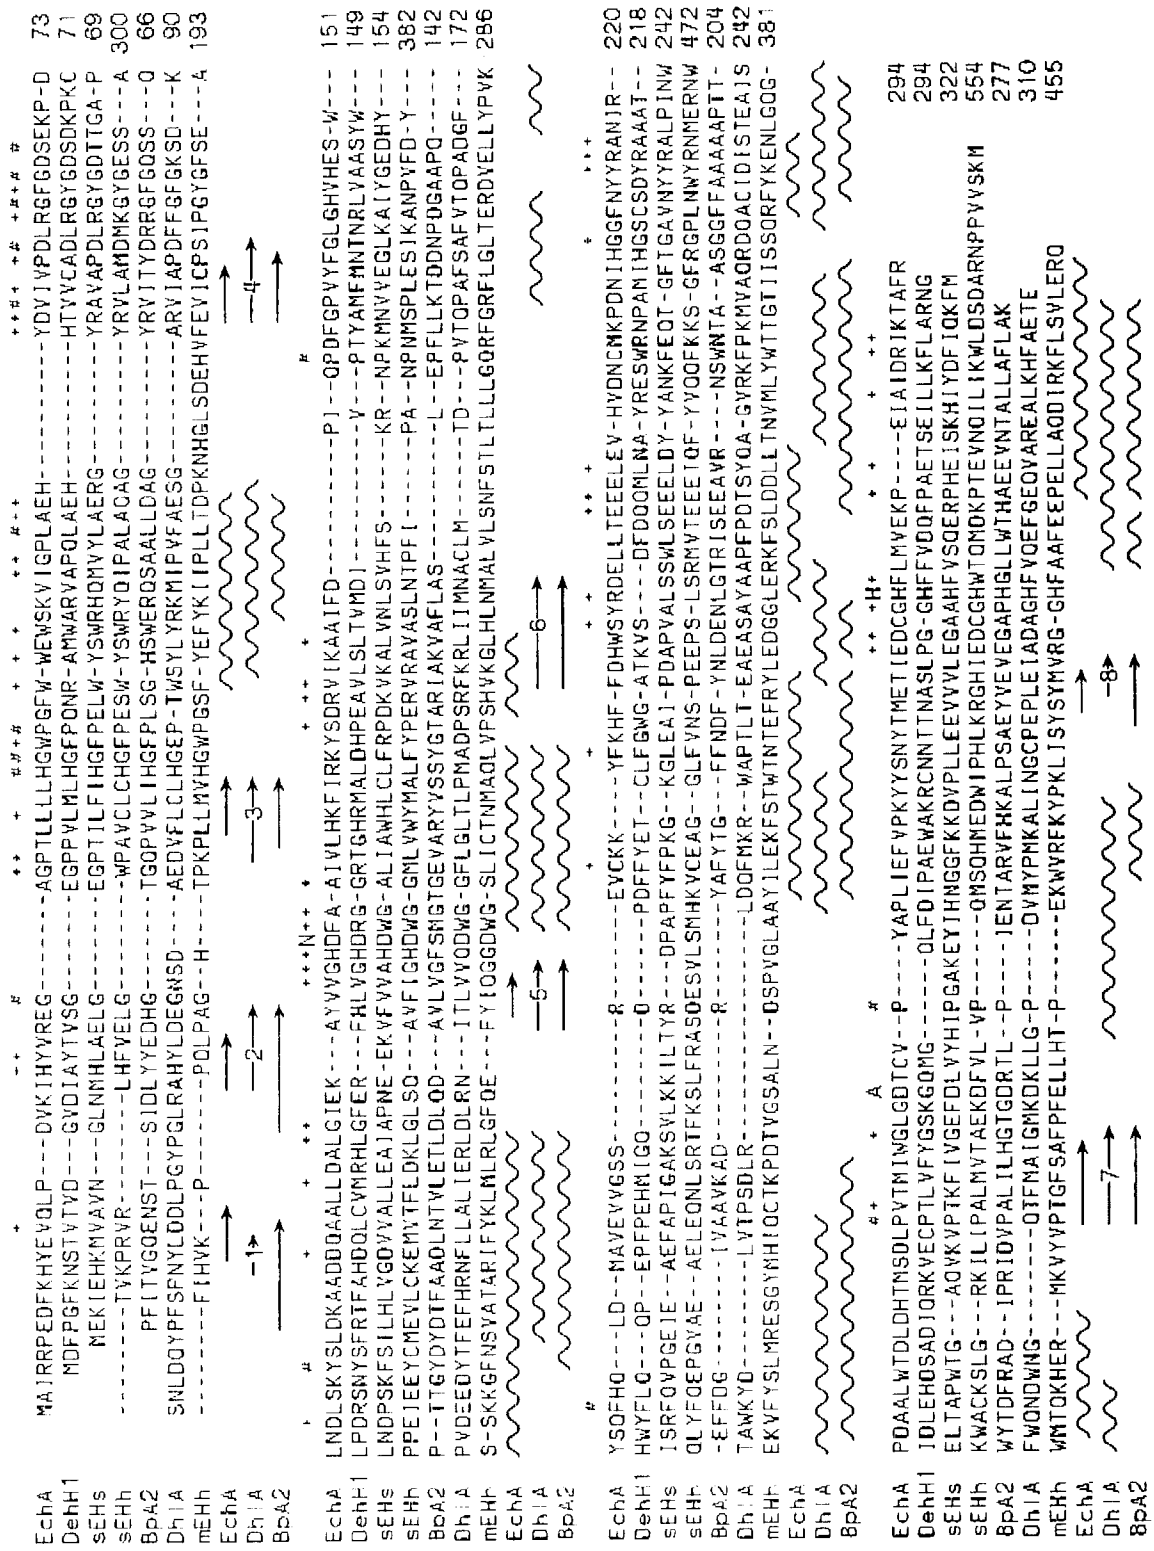 ++ # ++ + ##+# + + + ++ #++ ++#+ +# +#+#
EchA MAIRRPEDFKHYEVQLP---DVKIHYVREG------AGPTLLLLHGWPGFW-WEWSKVIGPLAEH------YDVIVPDLRGFGDSEKP-D 73
DehH1 MDFPGFKNSTVTVD---GVDIAYTVSG------EGPPVLMLHGFPQNR-AMWARVAPQLAEH------HTVVCADLRGYGDSDKPKC 71
sEHs MEKIEHKMVAVN---GLNMHLAELG------EGPTILFIHGFPELW-YSWRHQMVYLAERG-----YRAVAPDLRGYGDTTGA-P 69
sEHh ---------TVKPRVR------LHFVELG------WPAVCLCHGFPESW-YSWRYQIPALAQAG-----YRVLAMDMKGYGESS---A 300
BpA2 PFITVGQENST---SIDLYYEDHG------TGQPVVLIHGFPLSG-HSWERQSAALLDAG-----YRVITYDRRGFGQSS---Q 66
DhlA SNLDQYPFSFNYLDDLPGYPGLRAHYLDEGNSD---AEDVFLCLHGEP-TWSYLYRKMIPVFAESG-----ARVIAPDFFGFGKSD---K 90
mEHh ---------FIHVK---P-----PQLPAG--H---TPKPLLMVHGWPGSF-YEFYKIIPLLTDPKNHGLSDEHVFEVICPSIPGYGFSE---A 193
EchA
DhlA 1 2 3 4
BpA2
+ # + + ++ +++N++ + + ++ + #
EchA LNDLSKYSLDKAADDQAALLDALGIEK---AYVVGHDFA-AIVLHKFIRKYSDRVIKAAIFD---------PI--QPDFGPVYFGLGHVHES-W--- 151
DehH1 LPDRSNYSFRTFAHDQLCVMRHLGFER---FHLVGHDRG-GRTGHRMALDHPEAVLSLTVMDI--------V---PTYAMFMNTNRLVAASYW--- 149
sEHs LNDPSKFSILHLVGDVVALLEAIAPNE-EKVFVVAHDWG-ALIAWHLCLFRPDKVKALVNLSVHFS-----KR--NPKMNVVEGLKAIYGEDHY--- 154
sEHh PPEIEEYCMEVLCKEMVTFLDKLGLSQ---AVFIGHDWG-GMLVWYMALFYPERVRAVASLNTPFI-----PA--NPNMSPLESIKANPVFD-Y--- 382
BpA2 P--TTGYDYDTFAADLNTVLETLDLQD---AVLVGFSMGTGEVARYVSSYGTARIAKVAFLAS--------L--EPFLLKTDDNPDGAAPQ--- 142
DhlA PVDEEDYTFEFHRNFLLALIERLDLRN---ITLVVQDWG-GFLGLTLPMADPSRFKRLIIMNACLM-----TD---PVTQPAFSAFVTQPADGF--- 172
mEHh S-SKKGFNSVATARIFYKLMLRLGFQE---FYIQGGDWG-SLICTNMAQLVPSHVKGLHLNMALVLSNFSTLTLLLGQRFGRFLGLTERDVELLYPVK 286
EchA
DhlA 5 6
BpA2
# + + + ++ + + +++
EchA YSQFHQ---LD--MAVEVVGSS-----------R-----EVCKK---YFKHF-FDHWSYRDELLTEEELEV-HVDNCMKPDNIHGGFNYYRANIR-- 220
DehH1 HWYFLQ---QP--EPFPEHMIGQ----------D-----PDFFYET--CLFGWG-ATKVS----DFDQQMLNA-YRESWRNPAMIHGSCSDYRAAAT-- 218
sEHs ISRFQVPGEIE--AEFAPIGAKSVLKKILTYR---DPAPFYFPKG--KGLEAI-PDAPVALSSWLSEEELDY-YANKFEQT-GFTGAVNYYRALPINW 242
sEHh QLYFQEPGVAE--AELEQNLSRTFKSLFRASDESVLSMHKVCEAG--GLFVNS-PEEPS-LSRMVTEEEIQF-YVQQFKKS-GFRGPLNWYRNMERNW 472
BpA2 -EFFDG------IVAAVKAD-------------R-----YAFYTG---FFNDF-YNLDENLGTRISEEAVR---NSWNTA--ASGGFFAAAAAPTT- 204
DhlA TAWKYD------LVTPSDLR-------------LDQFMKR--WAPTLT-EAEASAYAAPFPDTSYQA-GVRKFPKMVAQRDQACIDISTEAIS 242
mEHh EKVFYSLMRESGYMHIQCTKPDTVGSALN--DSPVGLAAYILEKFSTWTNTEFRYLEDGGLERKFSLDDLLTNVMLYWTTGTIISSQRFYKENLGQG- 381
EchA
DhlA
BpA2
#+ + A # ++ +H+ + + + ++
EchA PDAALWTDLDHTMSDLPVTMIWGLGDTCV--P-----YAPLIEFVPKYYSNYTMETIEDCGHFLMVEKP----EIAIDRIKTAFR 294
DehH1 IDLEHDSADIQRKVECPTLVFYGSKGQMG------QLFDIPAEWAKRCNNTTNASLPG-GHFFVDQFPAETSEILLKFLARNG 294
sEHs ELTAPWTG---AQVKVPTKFIVGEFDLVYHIPGAKEYIHNGGFKKDVPLLEEVVVLEGAAHFVSQERPHEISKHIYDFIQKFM 322
sEHh KWACKSLG---RKILIPALMVTAEKDFVL-VP-----QMSQHMEDWIPHLKRGHIEDCGHWTQMDKPTEVNQILIKWLDSDARNPPVVSKM 554
BpA2 WYTDFRAD--IPRIDVPALILHGTGDRTL--P-----IENTARVFHKALPSAEYVEVEGAPHGLLWTHAEEVNTALLAFLAK 277
DhlA FWQNDWNG------QTFMAIGMKDKLLG-P-----DVMYPMKALINGCPEPLEIADAGHFVQEFGEQVAREALKHFAETE 310
mEHh WMTQKHER---MKVYVPTGFSAFPFELLHT-P-----EKWVRFKYPKLISYSYMVRG-GHFAAFEEPELLAQDIRKFLSVLERQ 455
EchA
DhlA 7 8
BpA2